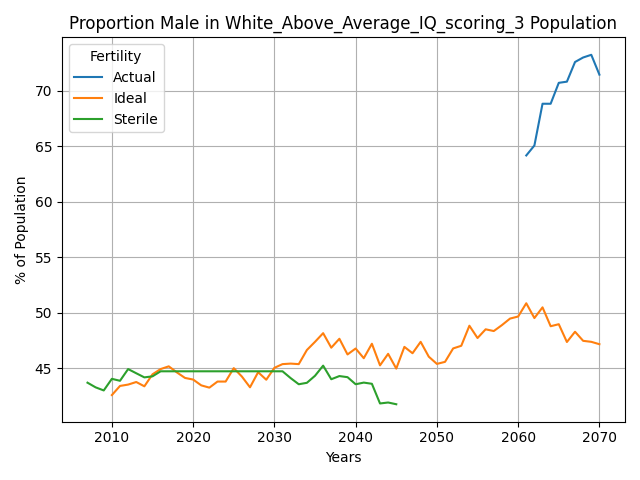 Proportion Male in White_Above_Average_IQ_scoring_3 Population
Fertility
Actual
Ideal
Sterile
% of Population
70
65
60
55
50
45
2010
2020
2030
2040
2050
2060
2070
Years